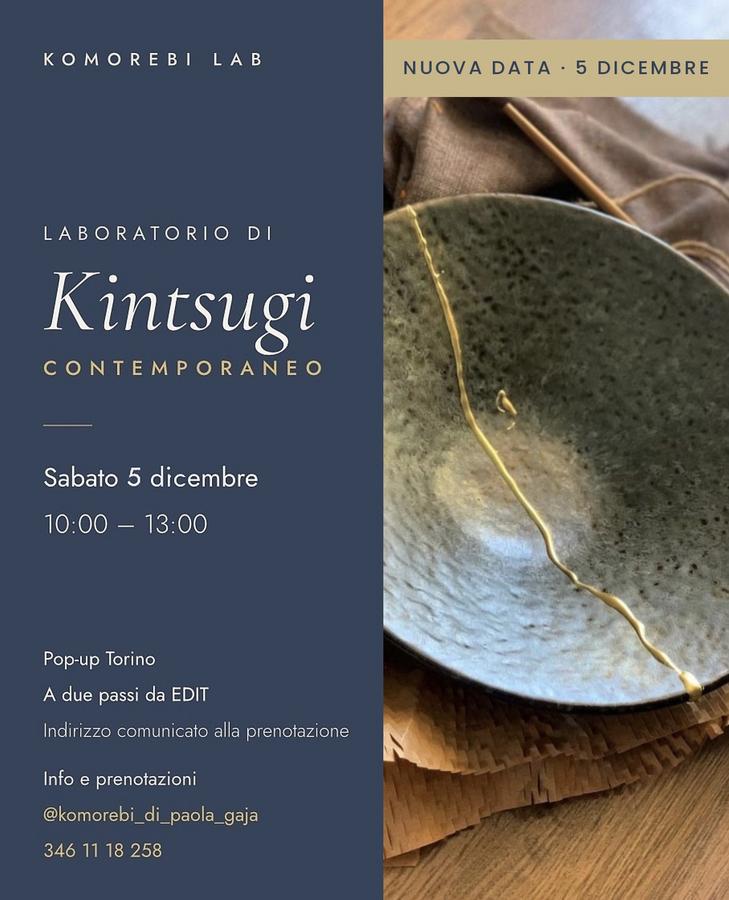 KOMOREBI LAB
NUOVA DATA · 5 DICEMBRE
LABORATORIO DI
Kintsugi
CONTEMPORANEO
Sabato 5 dicembre
10:00 – 13:00
Pop-up Torino
A due passi da EDIT
Indirizzo comunicato alla prenotazione
Info e prenotazioni
@komorebi_di_paola_gaja
346 11 18 258